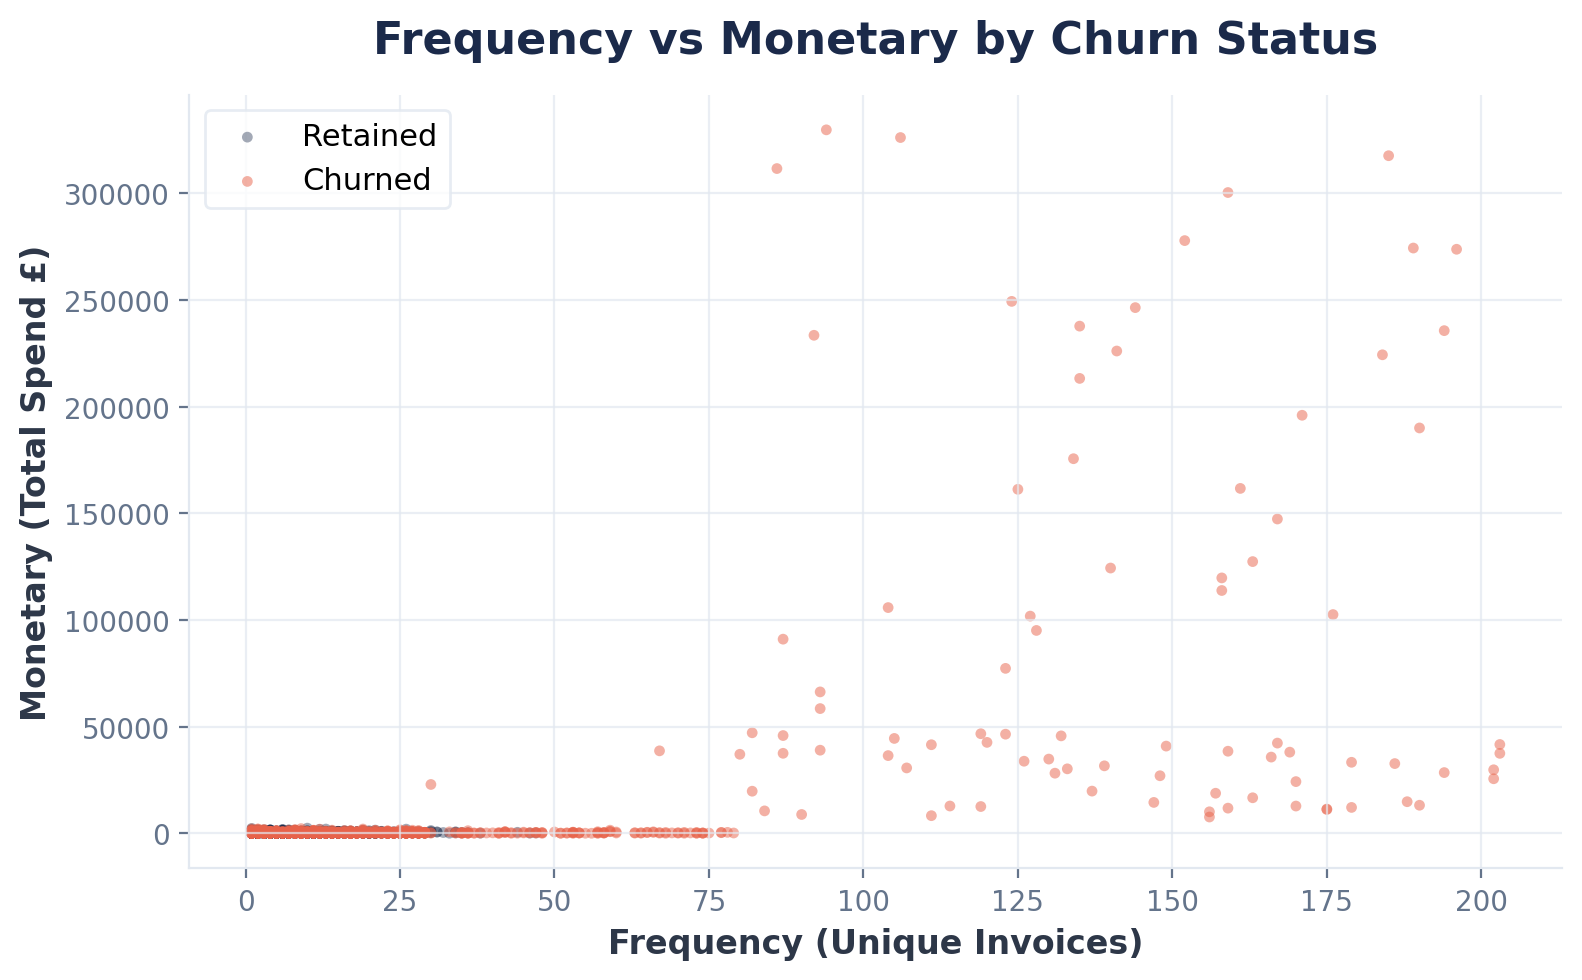 Frequency vs Monetary by Churn Status
Retained
Churned
Monetary (Total Spend £)
300000
250000
200000
150000
100000
50000
0
0 25 50 75 100 125 150 175 200
Frequency (Unique Invoices)